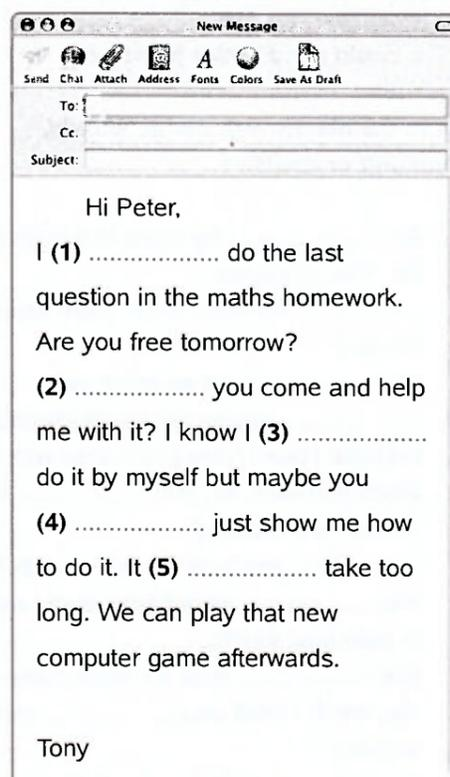 New Message
Send Chat Attach Address Fonts Colors Save As Draft
To:
Cc:
Subject:
Hi Peter,
I (1) .................... do the last
question in the maths homework.
Are you free tomorrow?
(2) .................... you come and help
me with it? I know I (3) ....................
do it by myself but maybe you
(4) .................... just show me how
to do it. It (5) .................... take too
long. We can play that new
computer game afterwards.
Tony